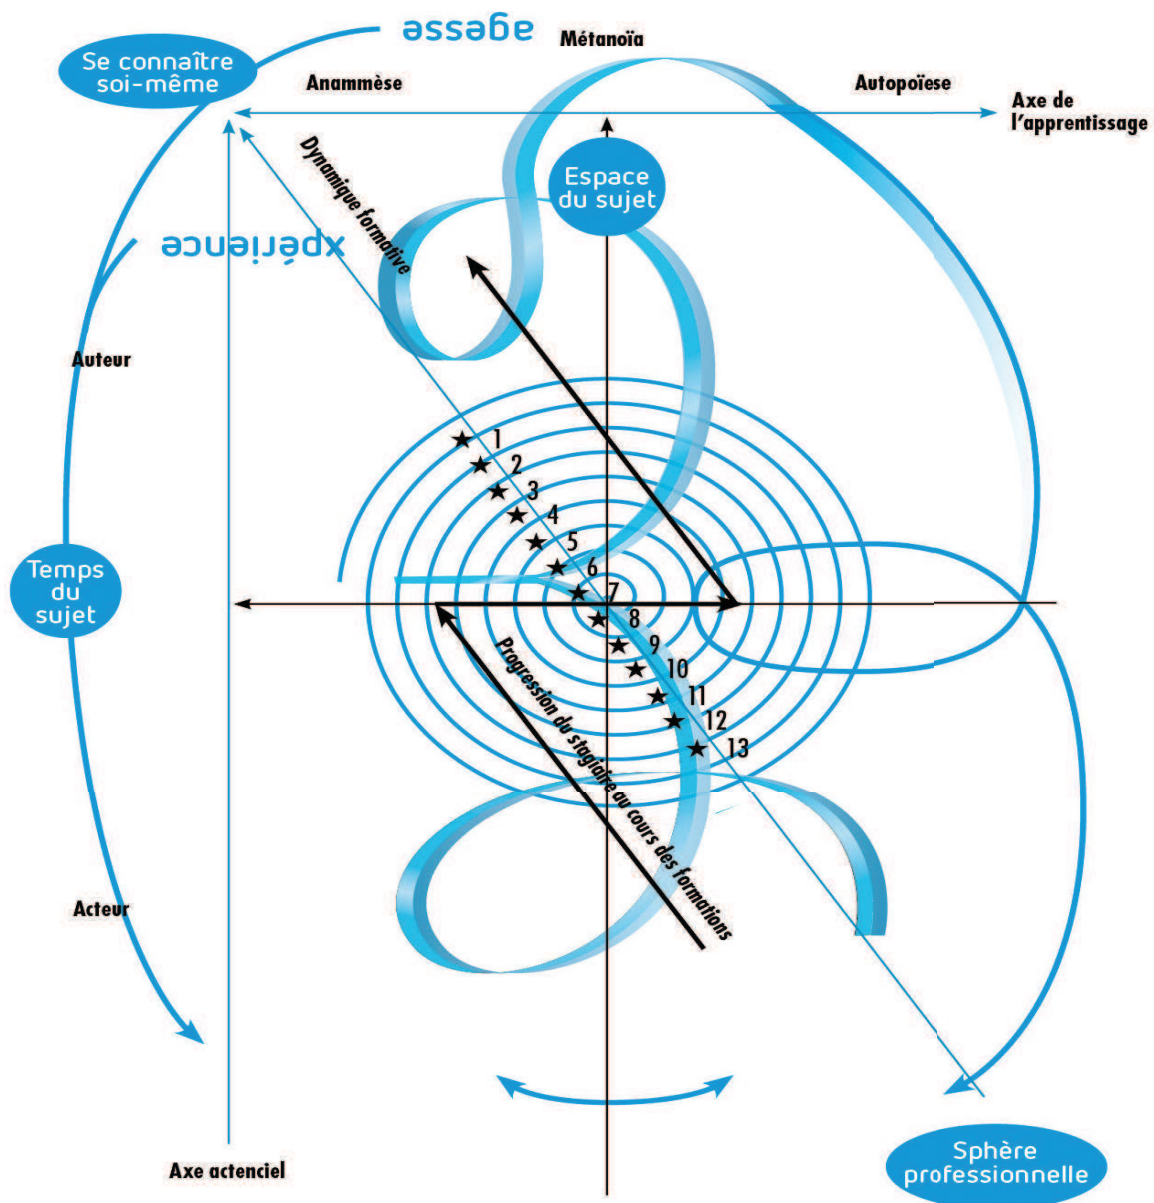 agesse
Se connaître
soi-même
Métanoïa
Anammèse
Autopoïese
Axe de
l'apprentissage
Dynamique formative
Espace
du sujet
xpérience
Auteur
1
2
3
4
5
6
7
8
9
10
11
12
13
Temps
du
sujet
Progression du stagiaire au cours des formations
Acteur
Axe actenciel
Sphère
professionnelle